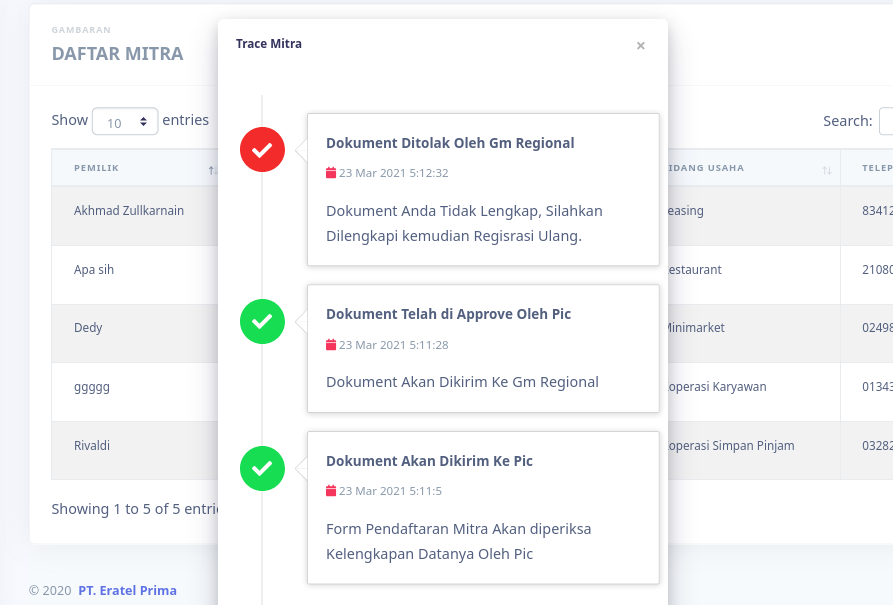 GAMBARAN
DAFTAR MITRA
Show 10 entries
Search:
PEMILIK
IDANG USAHA
TELEP
Akhmad Zullkarnain
easing
83412
Apa sih
estaurant
21080
Dedy
Minimarket
02498
ggggg
operasi Karyawan
01343
Rivaldi
operasi Simpan Pinjam
03282
Showing 1 to 5 of 5 entrie
© 2020 PT. Eratel Prima
Trace Mitra
×
Dokument Ditolak Oleh Gm Regional
23 Mar 2021 5:12:32
Dokument Anda Tidak Lengkap, Silahkan
Dilengkapi kemudian Regisrasi Ulang.
Dokument Telah di Approve Oleh Pic
23 Mar 2021 5:11:28
Dokument Akan Dikirim Ke Gm Regional
Dokument Akan Dikirim Ke Pic
23 Mar 2021 5:11:5
Form Pendaftaran Mitra Akan diperiksa
Kelengkapan Datanya Oleh Pic